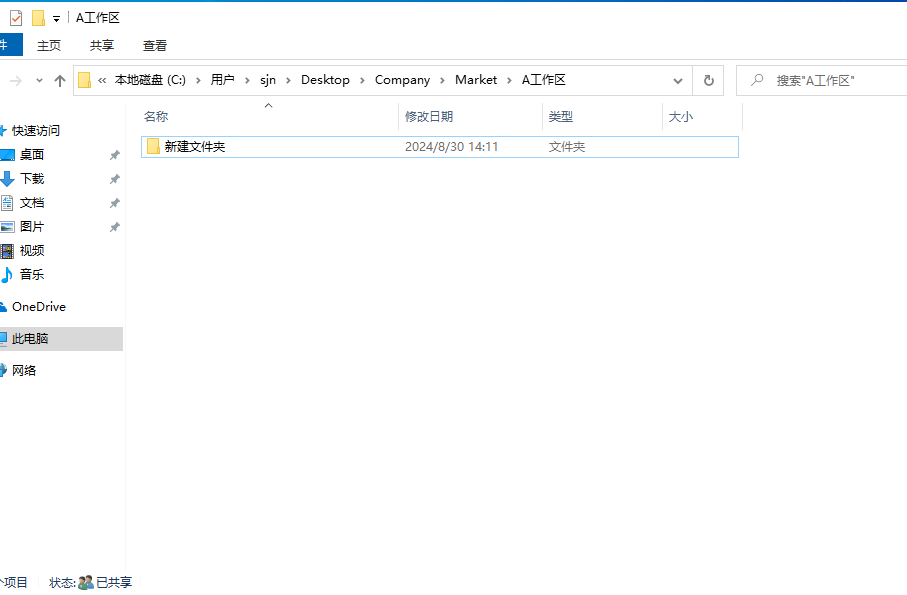 A工作区
件 主页 共享 查看
« 本地磁盘 (C:) › 用户 › sjn › Desktop › Company › Market › A工作区 搜索"A工作区"
名称 修改日期 类型 大小
新建文件夹 2024/8/30 14:11 文件夹
快速访问
桌面
下载
文档
图片
视频
音乐
OneDrive
此电脑
网络
个项目 状态: 已共享